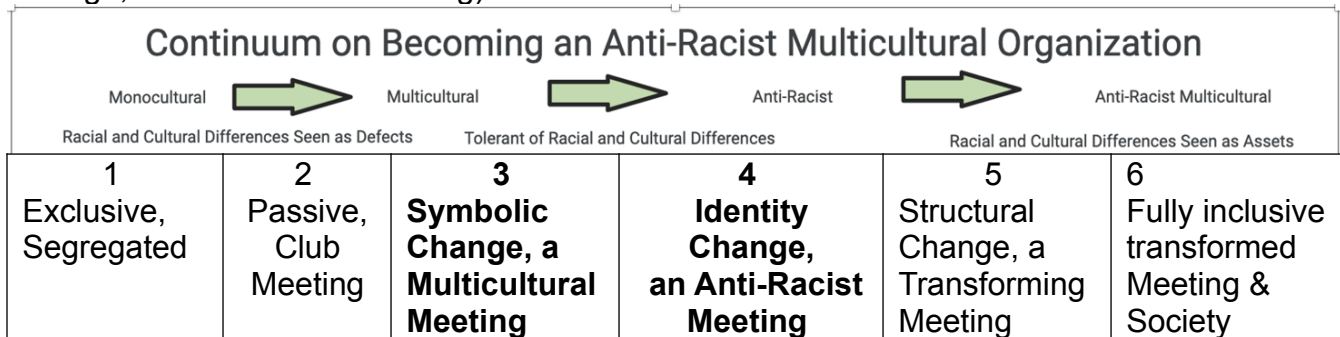 Continuum on Becoming an Anti-Racist Multicultural Organization
Monocultural Multicultural Anti-Racist Anti-Racist Multicultural
Racial and Cultural Differences Seen as Defects Tolerant of Racial and Cultural Differences Racial and Cultural Differences Seen as Assets
1
Exclusive,
Segregated
2
Passive,
Club
Meeting
3
Symbolic
Change, a
Multicultural
Meeting
4
Identity
Change,
an Anti-Racist
Meeting
5
Structural
Change, a
Transforming
Meeting
6
Fully inclusive
transformed
Meeting &
Society